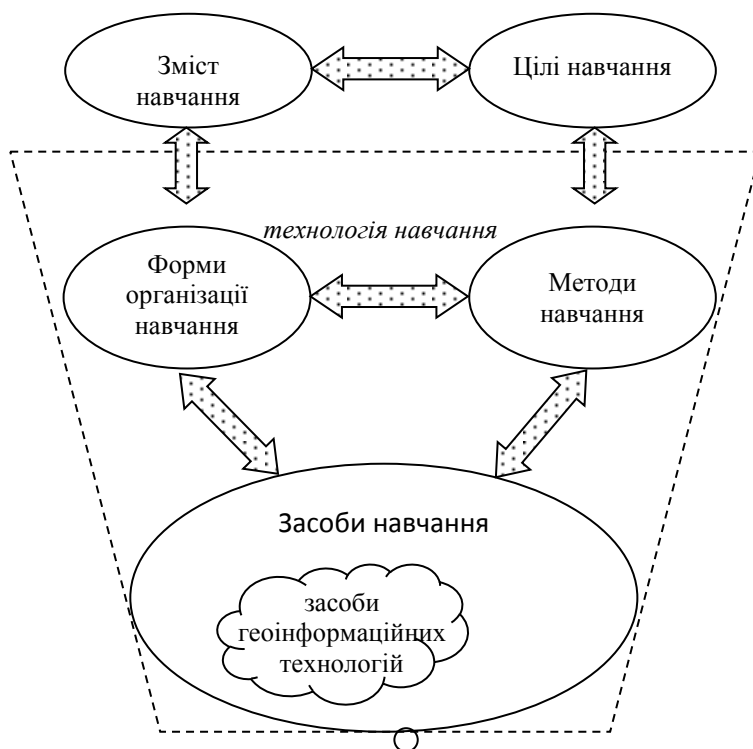 Зміст
навчання
Цілі навчання
технологія навчання
Форми
організації
навчання
Методи
навчання
Засоби навчання
засоби
геоінформаційних
технологій